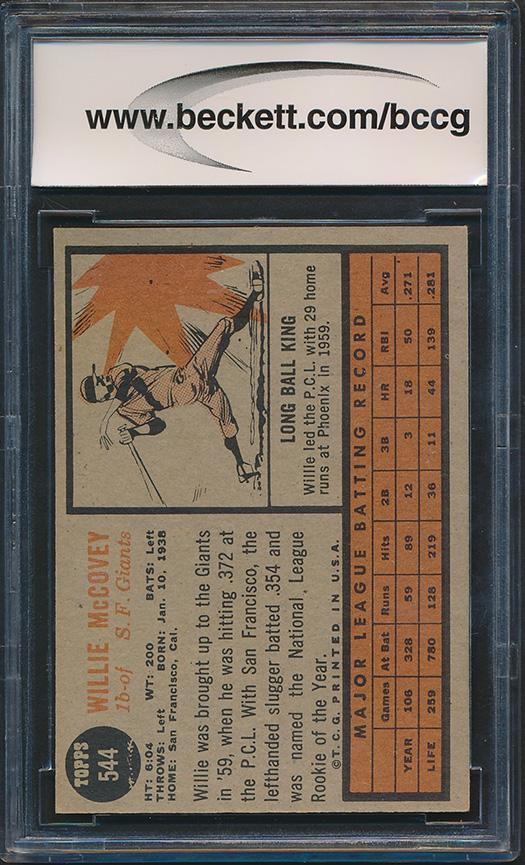 www.beckett.com/bccg
TOPPS
544
WILLIE McCOVEY
1b-of S.F. Giants
HT: 6:04 WT: 200 BATS: Left
THROWS: Left BORN: Jan. 10, 1938
HOME: San Francisco, Cal.
Willie was brought up to the Giants
in '59, when he was hitting .372 at
the P.C.L. With San Francisco, the
lefthanded slugger batted .354 and
was named the National League
Rookie of the Year.
©T.C.G. PRINTED IN U.S.A.
LONG BALL KING
Willie led the P.C.L. with 29 home
runs at Phoenix in 1959.
MAJOR LEAGUE BATTING RECORD
Games At Bat Runs Hits 2B 3B HR RBI Avg
YEAR 106 328 59 89 12 3 18 50 .271
LIFE 259 780 128 219 36 11 44 139 .281